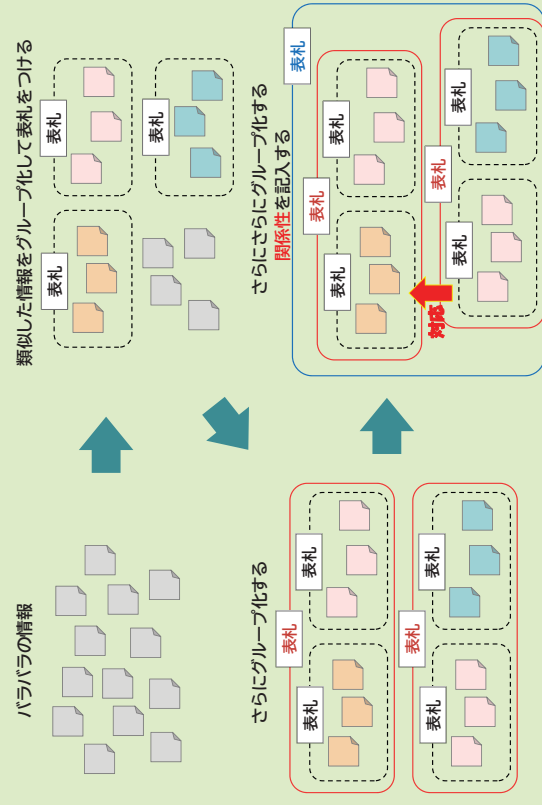 バラバラの情報
類似した情報をグループ化して表札をつける
表札
表札
表札
さらにグループ化する
表札
表札
表札
表札
表札
表札
さらにさらにグループ化する
関係性を記入する
表札
表札
表札
表札
対応
表札
表札
表札